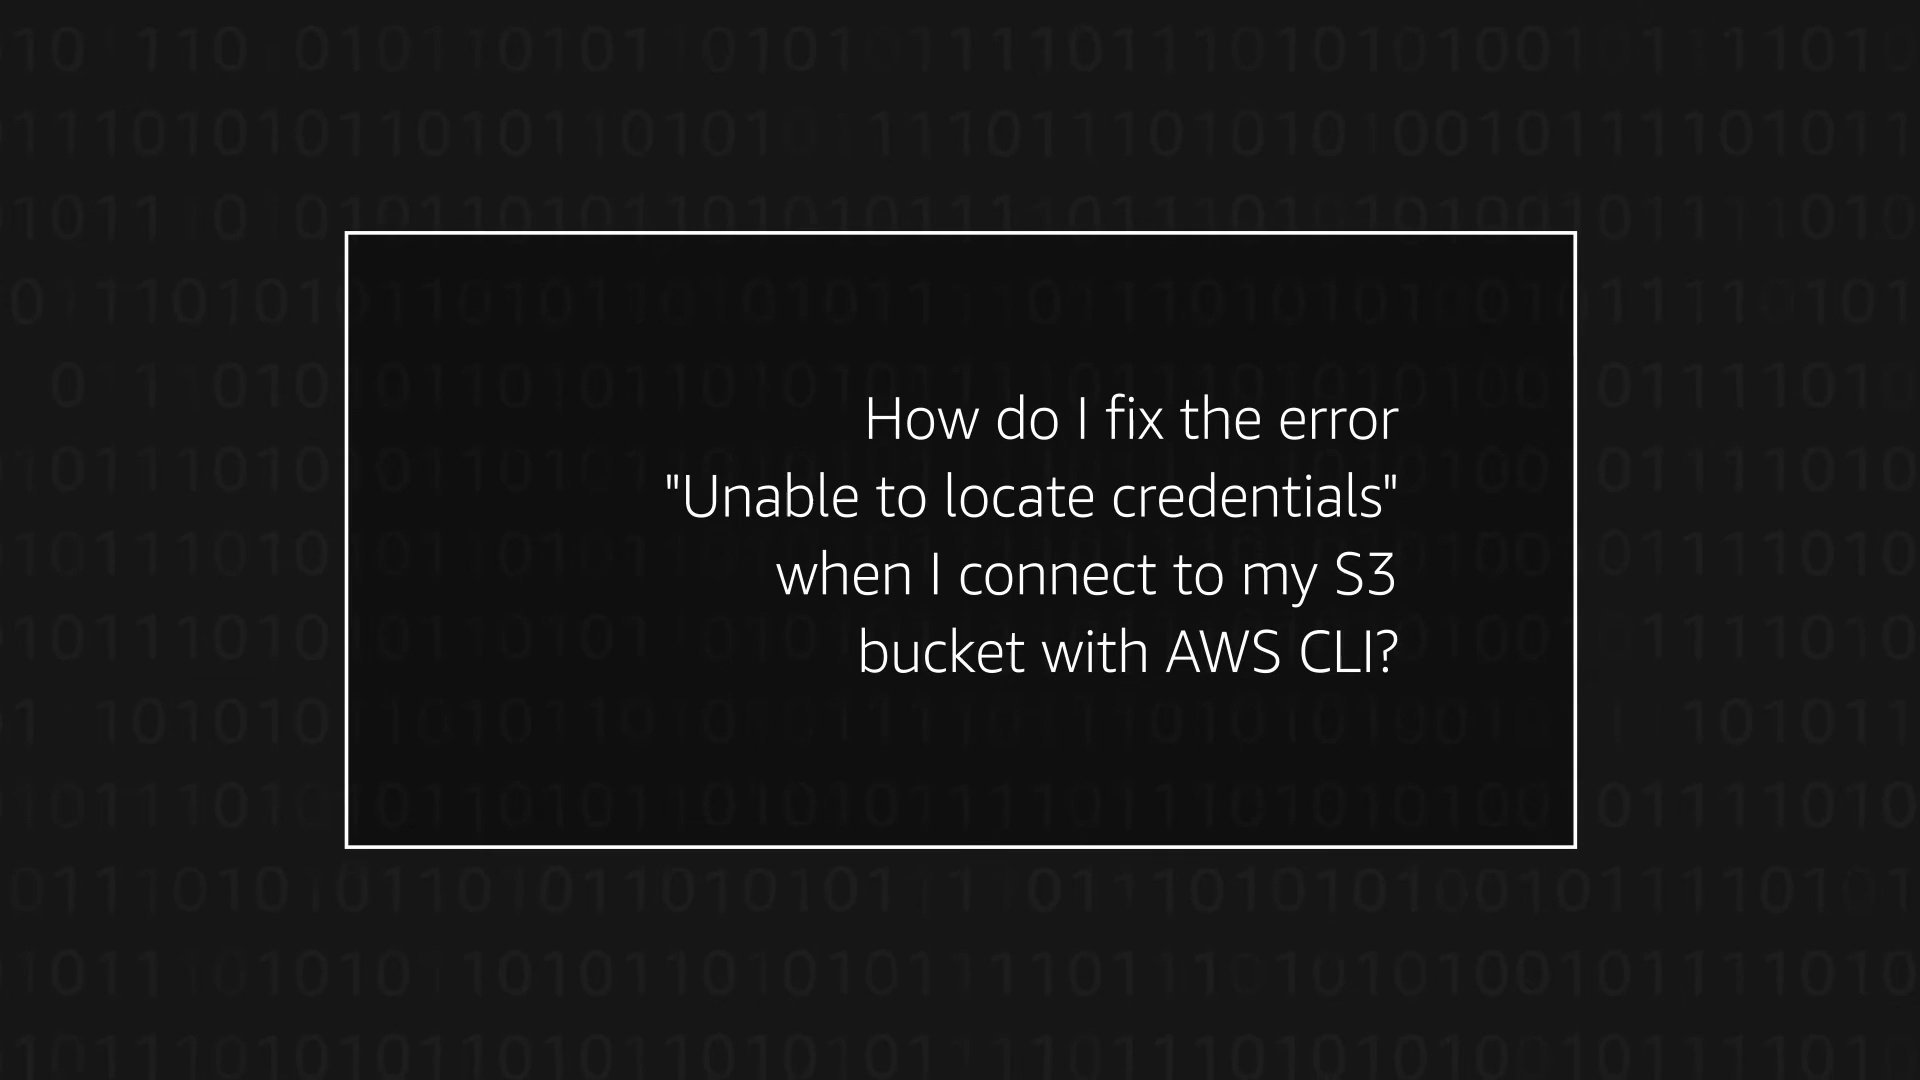 How do I fix the error
"Unable to locate credentials"
when I connect to my S3
bucket with AWS CLI?